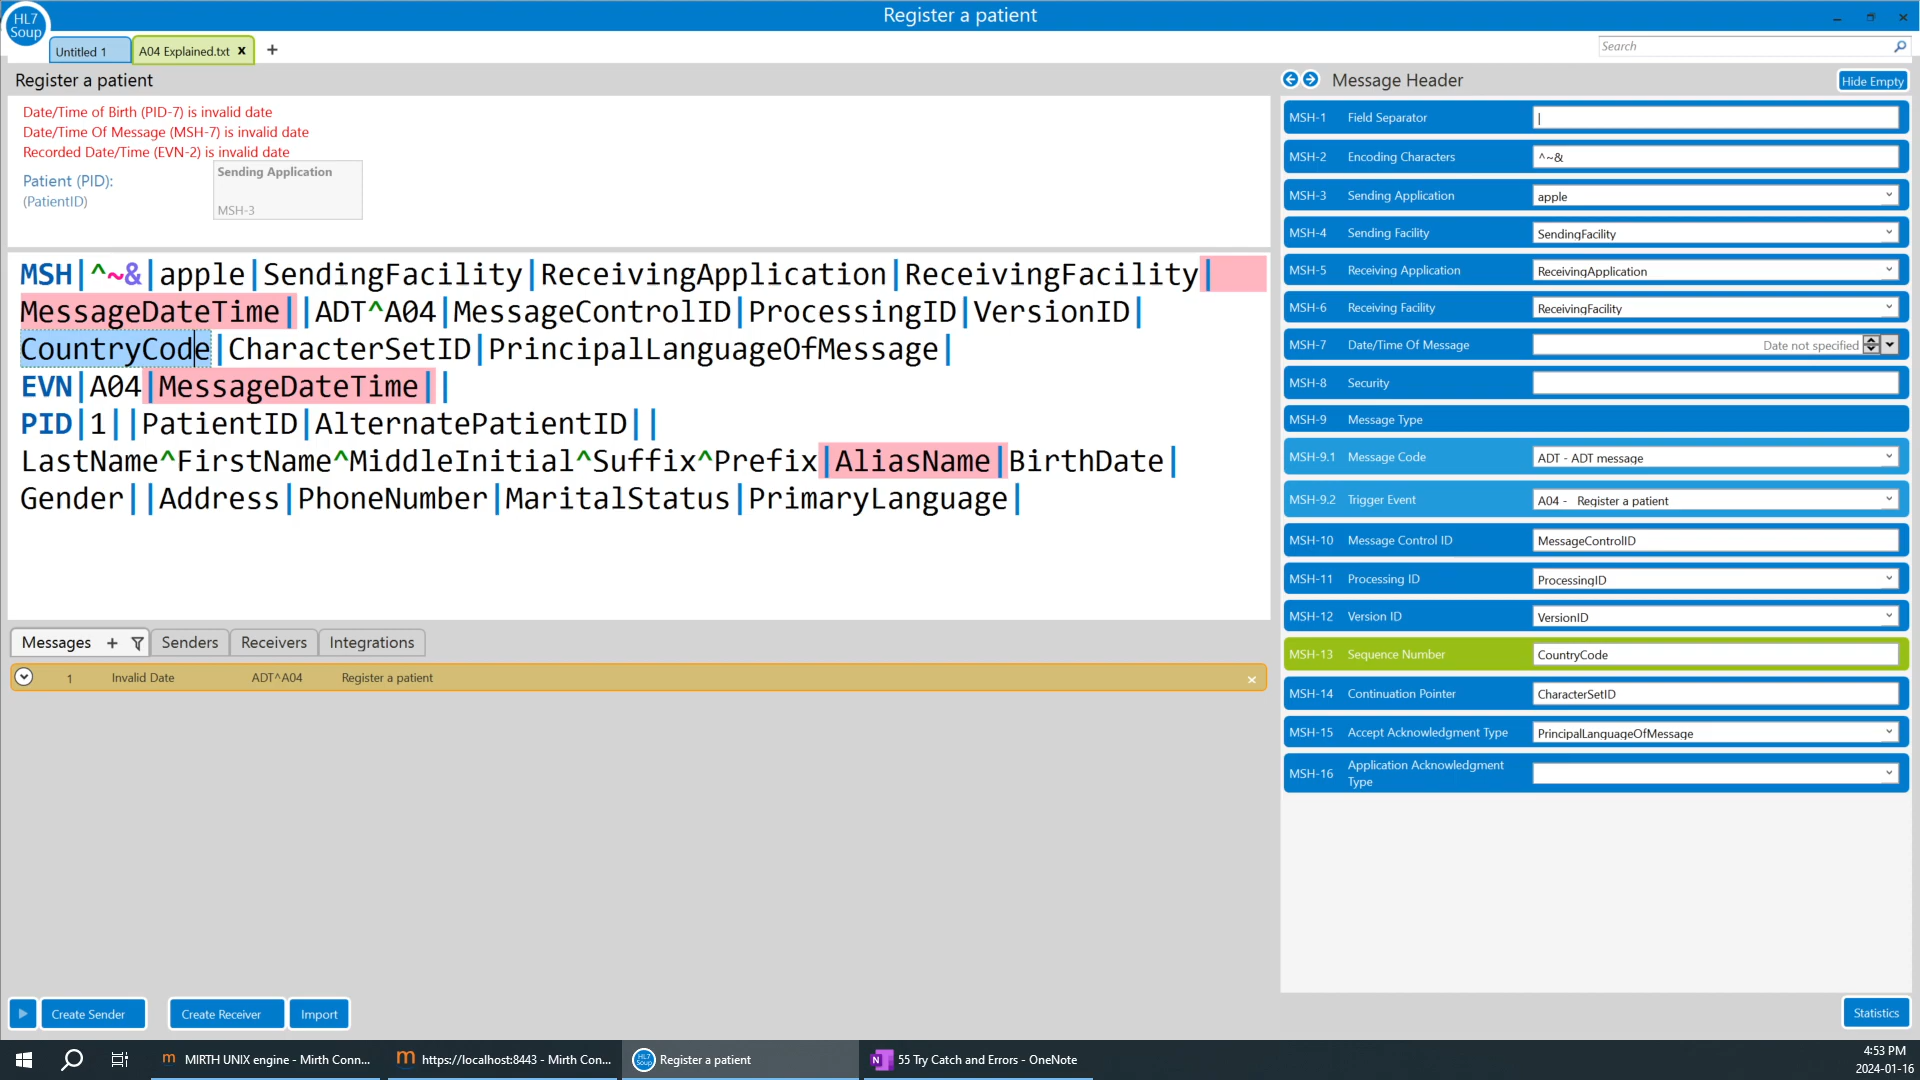 Register a patient
HL7
Soup
Untitled 1
A04 Explained.txt x
+
Search
Register a patient
Date/Time of Birth (PID-7) is invalid date
Date/Time Of Message (MSH-7) is invalid date
Recorded Date/Time (EVN-2) is invalid date
Patient (PID):
(PatientID)
Sending Application
MSH-3
MSH|^~&|apple|SendingFacility|ReceivingApplication|ReceivingFacility|
MessageDateTime||ADT^A04|MessageControlID|ProcessingID|VersionID|
CountryCode|CharacterSetID|PrincipalLanguageOfMessage|
EVN|A04|MessageDateTime||
PID|1||PatientID|AlternatePatientID||
LastName^FirstName^MiddleInitial^Suffix^Prefix|AliasName|BirthDate|
Gender||Address|PhoneNumber|MaritalStatus|PrimaryLanguage|
Messages +
Senders
Receivers
Integrations
1 Invalid Date ADT^A04 Register a patient
Create Sender
Create Receiver
Import
Message Header
Hide Empty
MSH-1 Field Separator |
MSH-2 Encoding Characters ^~&
MSH-3 Sending Application apple
MSH-4 Sending Facility SendingFacility
MSH-5 Receiving Application ReceivingApplication
MSH-6 Receiving Facility ReceivingFacility
MSH-7 Date/Time Of Message Date not specified
MSH-8 Security
MSH-9 Message Type
MSH-9.1 Message Code ADT - ADT message
MSH-9.2 Trigger Event A04 - Register a patient
MSH-10 Message Control ID MessageControlID
MSH-11 Processing ID ProcessingID
MSH-12 Version ID VersionID
MSH-13 Sequence Number CountryCode
MSH-14 Continuation Pointer CharacterSetID
MSH-15 Accept Acknowledgment Type PrincipalLanguageOfMessage
MSH-16 Application Acknowledgment
Type
Statistics
MIRTH UNIX engine - Mirth Conn...
https://localhost:8443 - Mirth Con...
HL7
Soup
Register a patient
55 Try Catch and Errors - OneNote
4:53 PM
2024-01-16